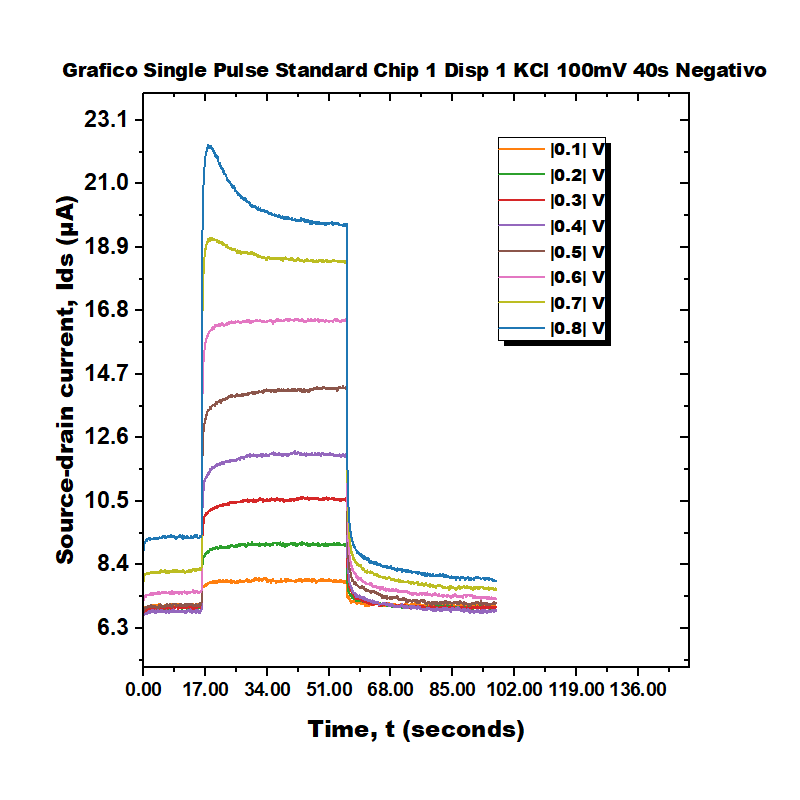 Grafico Single Pulse Standard Chip 1 Disp 1 KCl 100mV 40s Negativo
23.1
21.0
18.9
16.8
14.7
12.6
10.5
8.4
6.3
Source-drain current, Ids (µA)
|0.1| V
|0.2| V
|0.3| V
|0.4| V
|0.5| V
|0.6| V
|0.7| V
|0.8| V
0.00 17.00 34.00 51.00 68.00 85.00 102.00 119.00 136.00
Time, t (seconds)